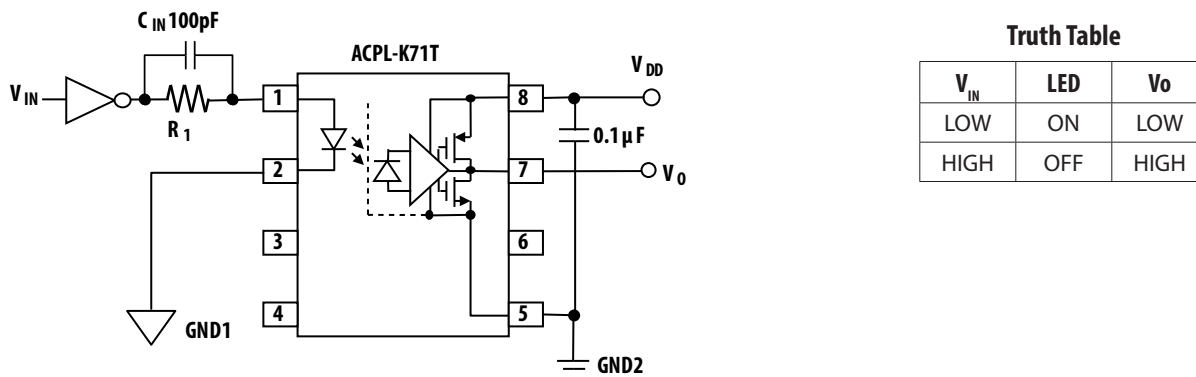 C IN 100pF
V IN
R 1
ACPL-K71T
1
2
3
4
8
7
6
5
V DD
0.1µF
V O
GND1
GND2
Truth Table
V IN LED Vo
LOW ON LOW
HIGH OFF HIGH